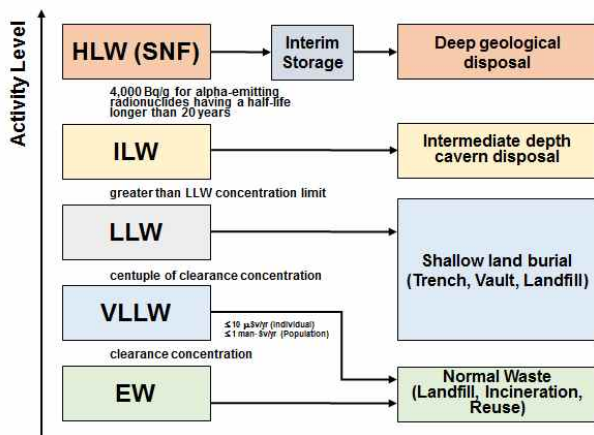 Activity Level
HLW (SNF)
Interim
Storage
Deep geological
disposal
4,000 Bq/g for alpha-emitting
radionuclides having a half-life
longer than 20 years
ILW
Intermediate depth
cavern disposal
greater than LLW concentration limit
LLW
Shallow land burial
(Trench, Vault, Landfill)
centuple of clearance concentration
VLLW
≤10 μSv/yr (Individual)
≤1 man-Sv/yr (Population)
clearance concentration
EW
Normal Waste
(Landfill, Incineration,
Reuse)